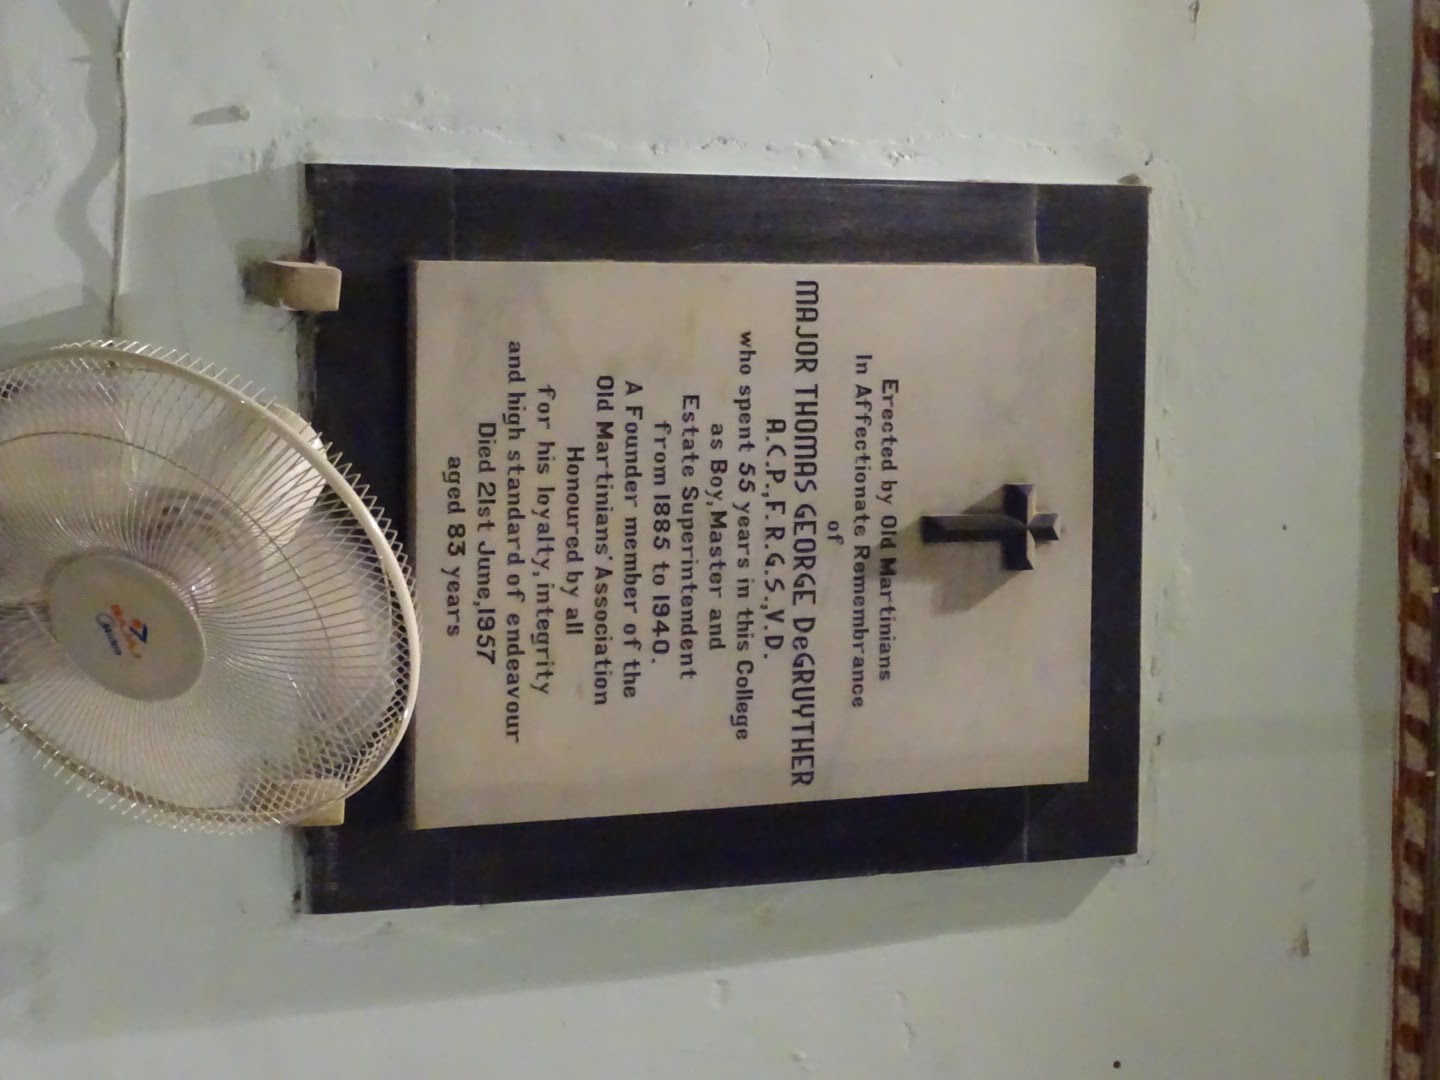 Erected by Old Martinians
In Affectionate Remembrance
of
MAJOR THOMAS GEORGE DeGRUYTHER
A.C.P., F.R.G.S., V.D.
who spent 55 years in this College
as Boy, Master and
Estate Superintendent
from 1885 to 1940.
A Founder member of the
Old Martinians' Association
Honoured by all
for his loyalty, integrity
and high standard of endeavour
Died 21st June, 1957
aged 83 years
BAJAJ